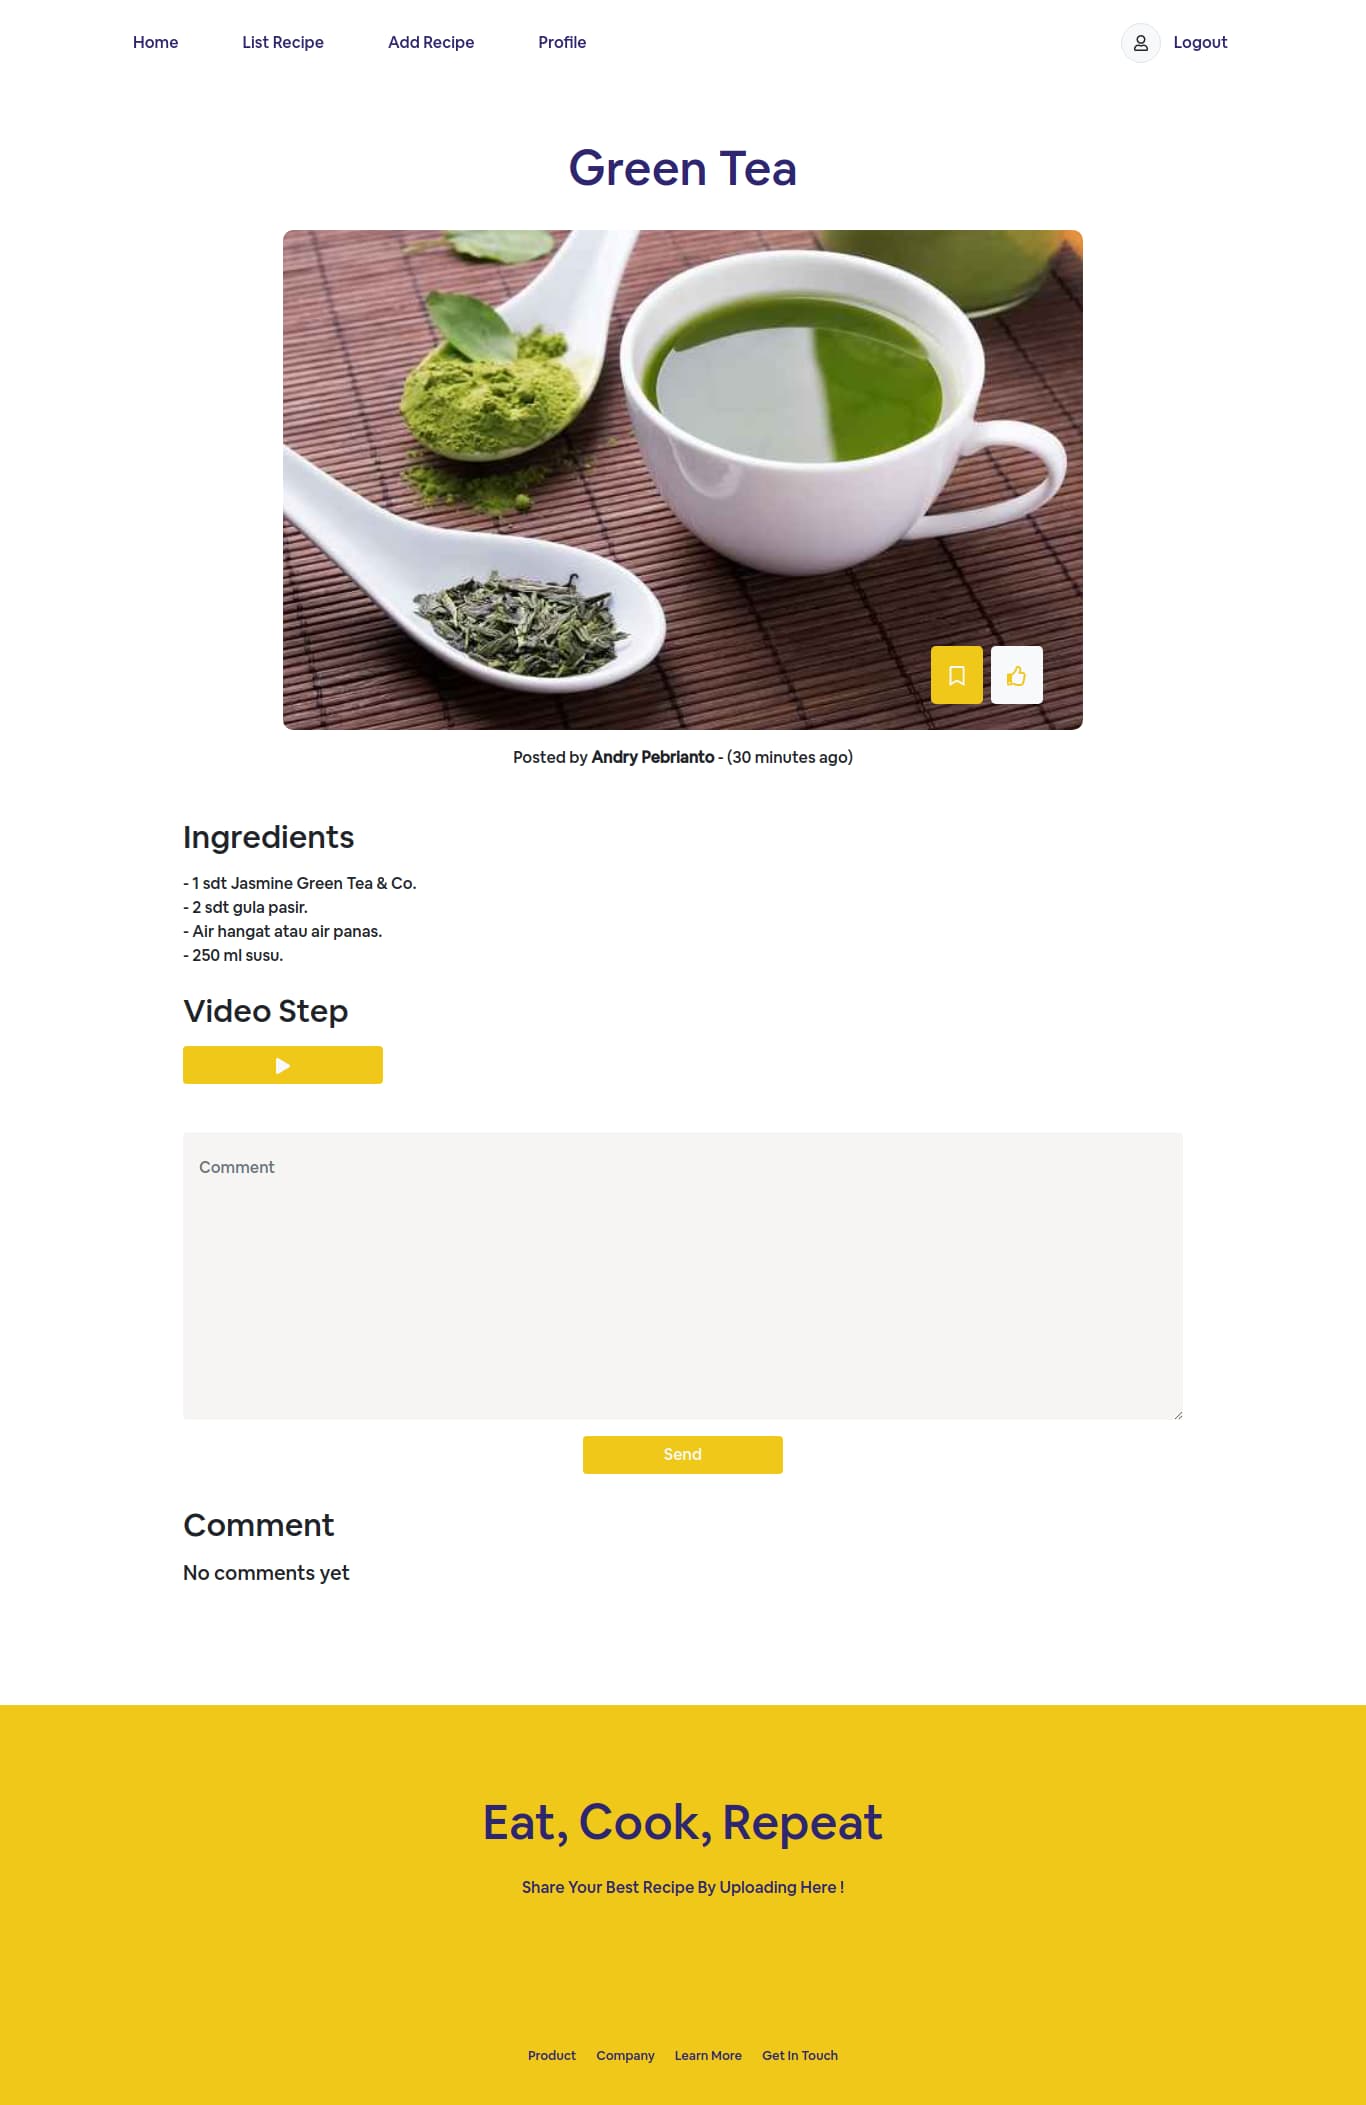 Home
List Recipe
Add Recipe
Profile
Logout
Green Tea
Posted by Andry Pebrianto - (30 minutes ago)
Ingredients
- 1 sdt Jasmine Green Tea & Co.
- 2 sdt gula pasir.
- Air hangat atau air panas.
- 250 ml susu.
Video Step
Comment
Send
Comment
No comments yet
Eat, Cook, Repeat
Share Your Best Recipe By Uploading Here !
Product
Company
Learn More
Get In Touch